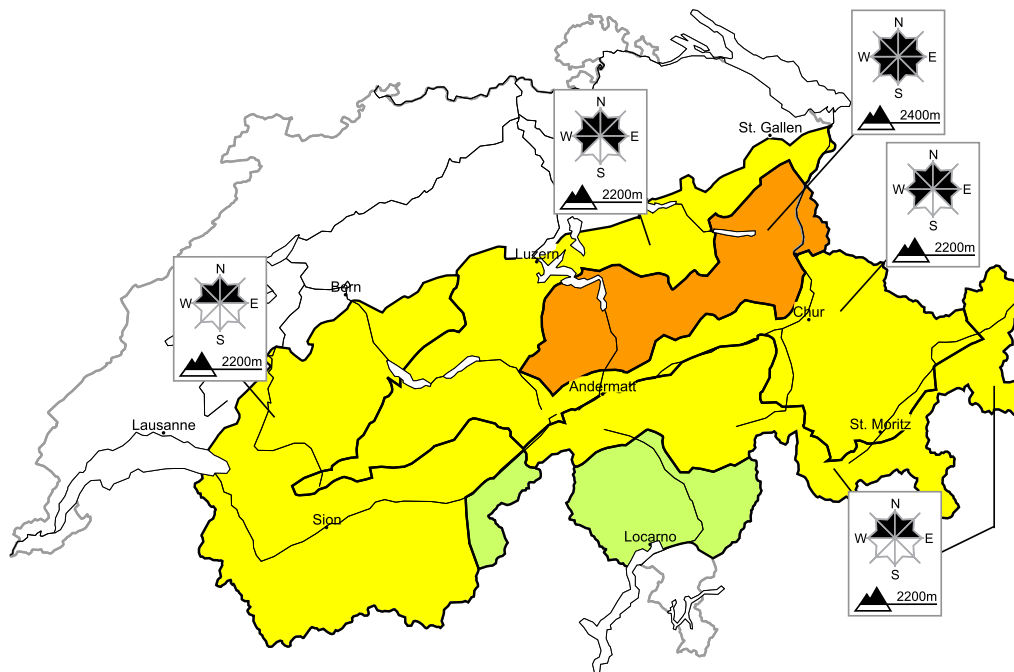 N
W E
S
2400m
N
W E
S
2200m
St. Gallen
N
W E
S
2200m
Luzern
N
W E
S
2200m
Bern
Chur
Andermatt
Lausanne
St. Moritz
Sion
Locarno
N
W E
S
2200m